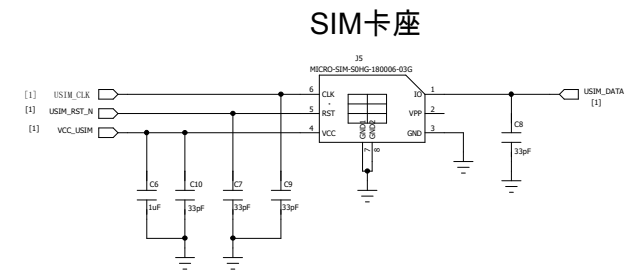 SIM卡座
J5
MICRO-SIM-S0HG-180006-03G
[1] USIM_CLK 6 CLK IO 1 USIM_DATA
[1]
[1] USIM_RST_N 5 RST VPP 2
[1] VCC_USIM 4 VCC GND 3
GND1 GND2
7 8
C8
33pF
C6 C10 C7 C9
1uF 33pF 33pF 33pF